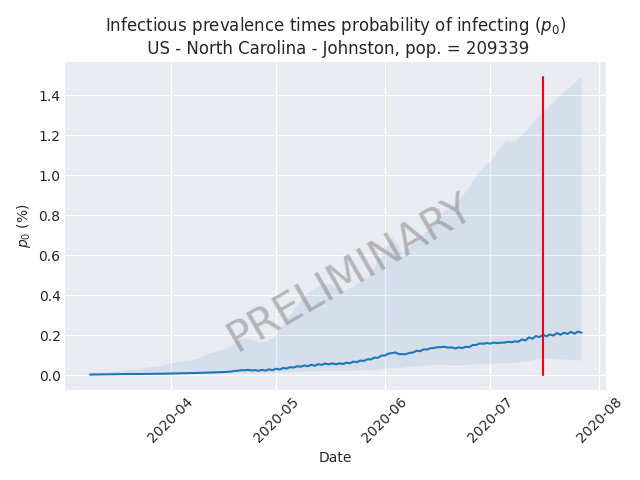 Infectious prevalence times probability of infecting (p₀)
US - North Carolina - Johnston, pop. = 209339
p₀ (%)
1.4
1.2
1.0
0.8
0.6
0.4
0.2
0.0
PRELIMINARY
2020-04
2020-05
2020-06
2020-07
2020-08
Date